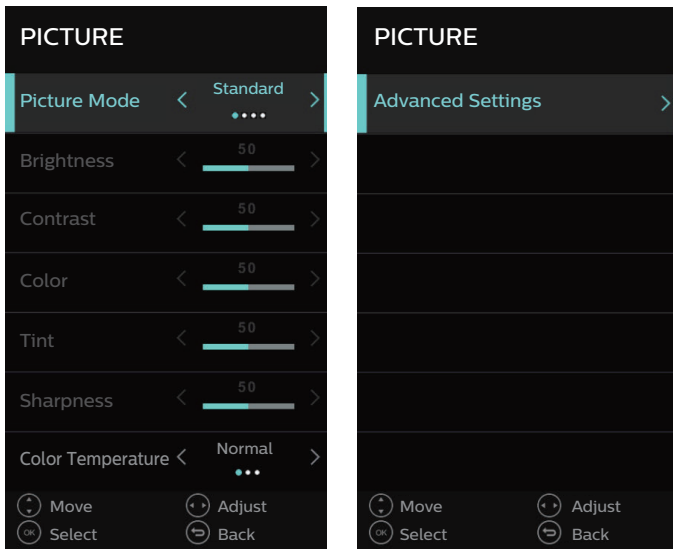 PICTURE
Picture Mode
Standard
Brightness
50
Contrast
50
Color
50
Tint
50
Sharpness
50
Color Temperature
Normal
Move
Adjust
OK
Select
Back
PICTURE
Advanced Settings
Move
Adjust
OK
Select
Back